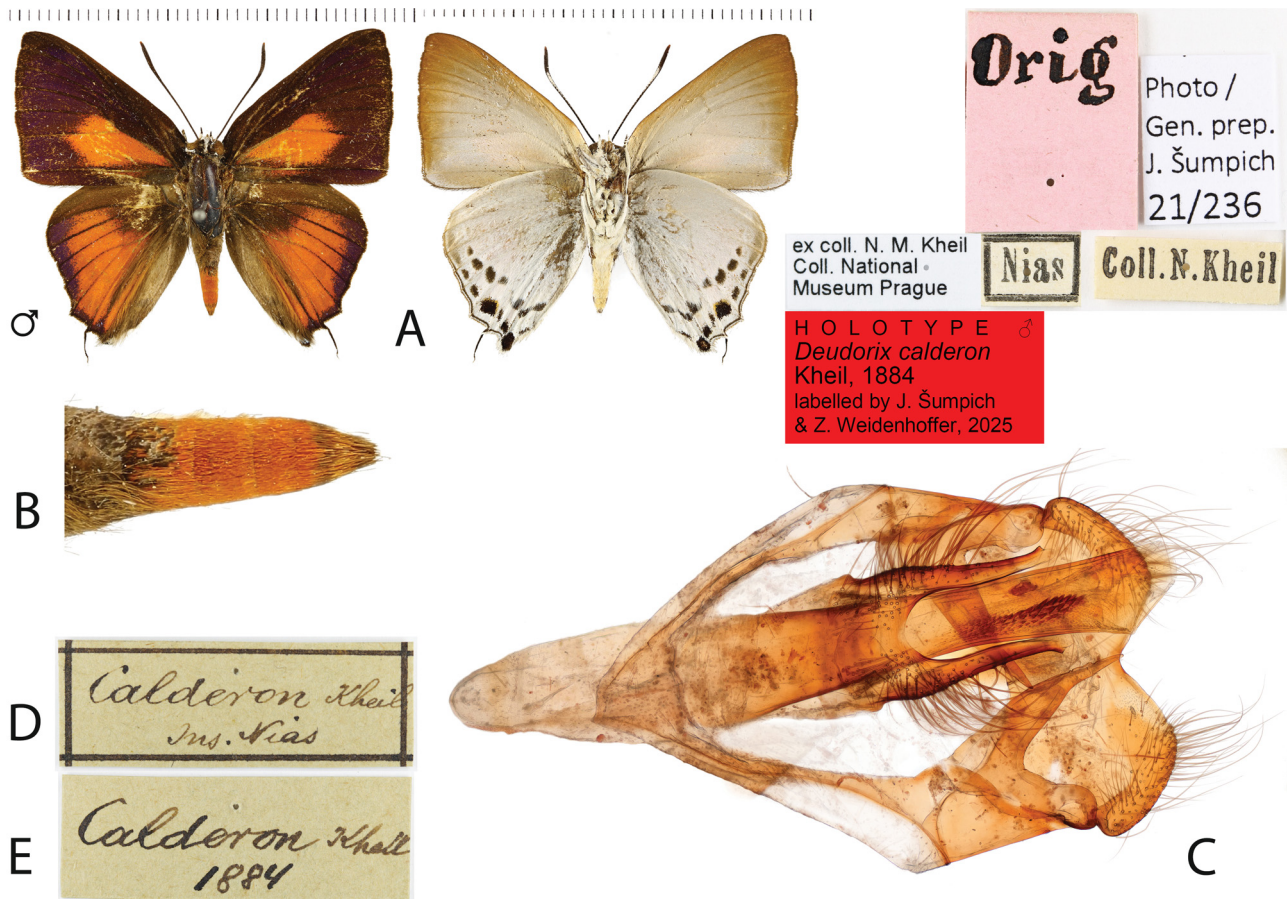 Orig
Photo /
Gen. prep.
J. Šumpich
21/236
ex coll. N. M. Kheil
Coll. National
Museum Prague
Nias
Coll. N. Kheil
HOLOTYPE ♂
Deudorix calderon
Kheil, 1884
labelled by J. Šumpich
& Z. Weidenhoffer, 2025
♂
A
B
C
D
Calderon Kheil
Ins. Nias
E
Calderon Kheil
1884